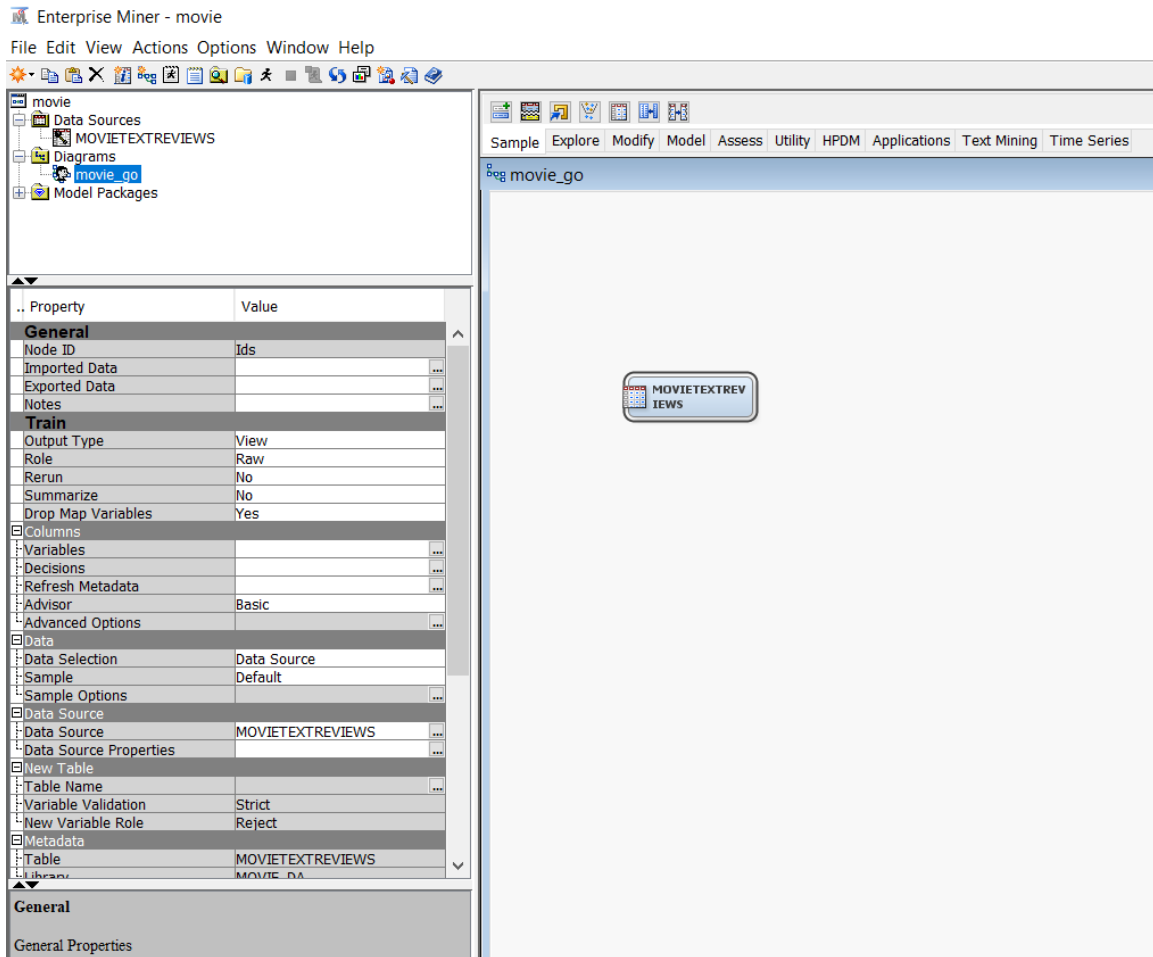 Enterprise Miner - movie
File Edit View Actions Options Window Help
movie
Data Sources
MOVIETEXTREVIEWS
Diagrams
movie_go
Model Packages
.. Property Value
General
Node ID Ids
Imported Data ...
Exported Data ...
Notes ...
Train
Output Type View
Role Raw
Rerun No
Summarize No
Drop Map Variables Yes
Columns
Variables ...
Decisions ...
Refresh Metadata ...
Advisor Basic
Advanced Options ...
Data
Data Selection Data Source
Sample Default
Sample Options ...
Data Source
Data Source MOVIETEXTREVIEWS ...
Data Source Properties ...
New Table
Table Name ...
Variable Validation Strict
New Variable Role Reject
Metadata
Table MOVIETEXTREVIEWS
Library MOVIE_DA
General
General Properties
Sample Explore Modify Model Assess Utility HPDM Applications Text Mining Time Series
movie_go
MOVIETEXTREV
IEWS